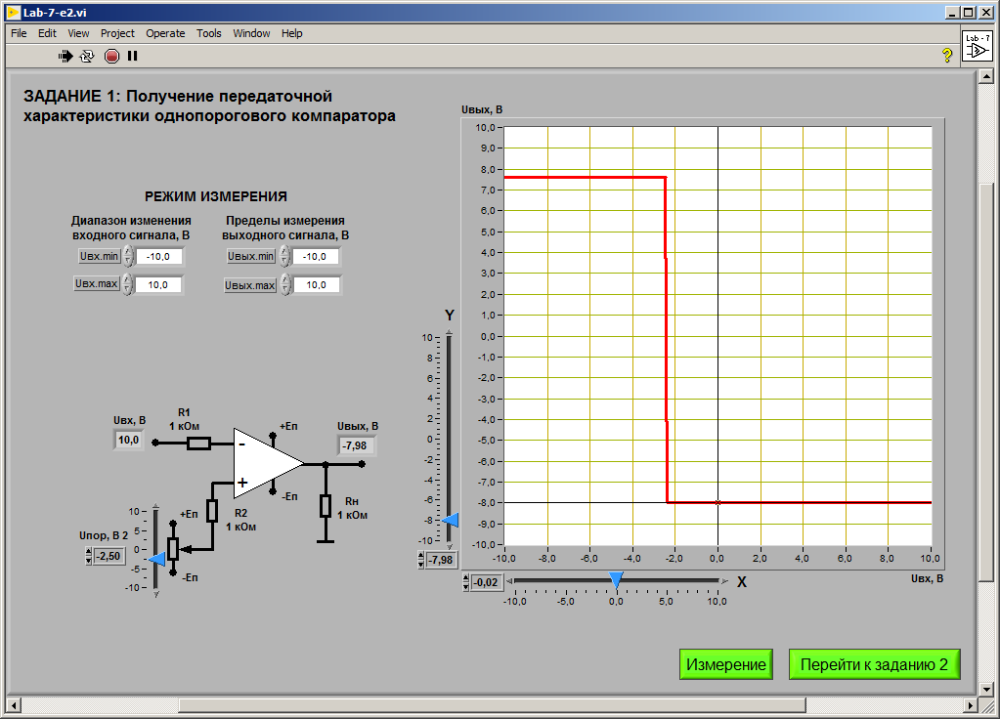 Lab-7-e2.vi
File Edit View Project Operate Tools Window Help
Lab - 7
?
ЗАДАНИЕ 1: Получение передаточной
характеристики однопорогового компаратора
РЕЖИМ ИЗМЕРЕНИЯ
Диапазон изменения
входного сигнала, В
Uвх.min -10,0
Uвх.max 10,0
Пределы измерения
выходного сигнала, В
Uвых.min -10,0
Uвых.max 10,0
Uвх, В
10,0
R1
1 кОм
+Eп
-
+
-Eп
Uвых, В
-7,98
Rн
1 кОм
R2
1 кОм
+Eп
-Eп
Uпор, В 2
-2,50
10
5
0
-5
-10
Y
10
8
6
4
2
0
-2
-4
-6
-8
-10
-7,98
Uвых, В
10,0
9,0
8,0
7,0
6,0
5,0
4,0
3,0
2,0
1,0
0,0
-1,0
-2,0
-3,0
-4,0
-5,0
-6,0
-7,0
-8,0
-9,0
-10,0
-10,0 -8,0 -6,0 -4,0 -2,0 0,0 2,0 4,0 6,0 8,0 10,0
Uвх, В
-0,02
X
-10,0 -5,0 0,0 5,0 10,0
Измерение
Перейти к заданию 2